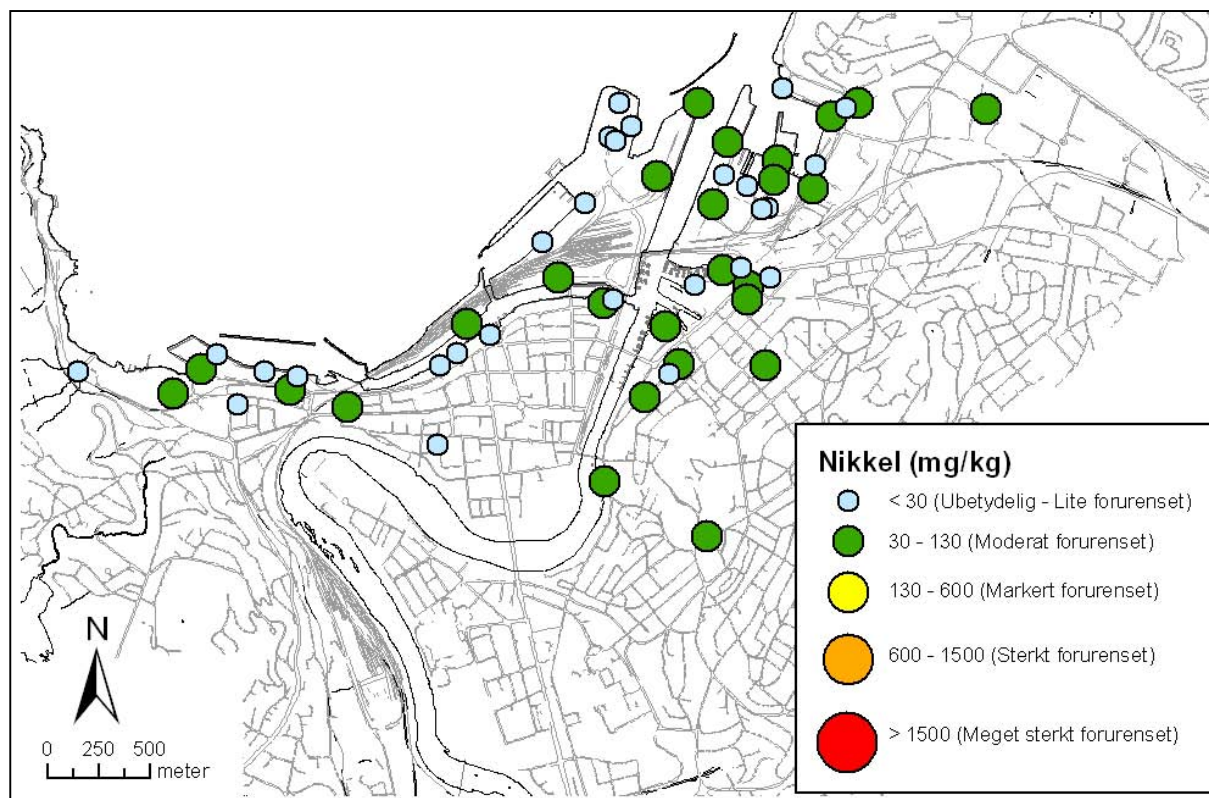 Nikkel (mg/kg)
< 30 (Ubetydelig - Lite forurenset)
30 - 130 (Moderat forurenset)
130 - 600 (Markert forurenset)
600 - 1500 (Sterkt forurenset)
> 1500 (Meget sterkt forurenset)
N
0 250 500
meter